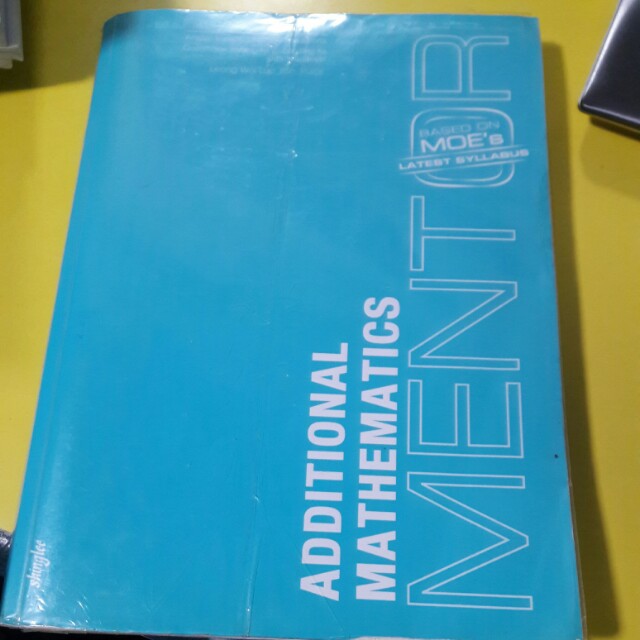 ADDITIONAL
MATHEMATICS
MENTOR
BASED ON
MOE's
LATEST SYLLABUS
shinglee